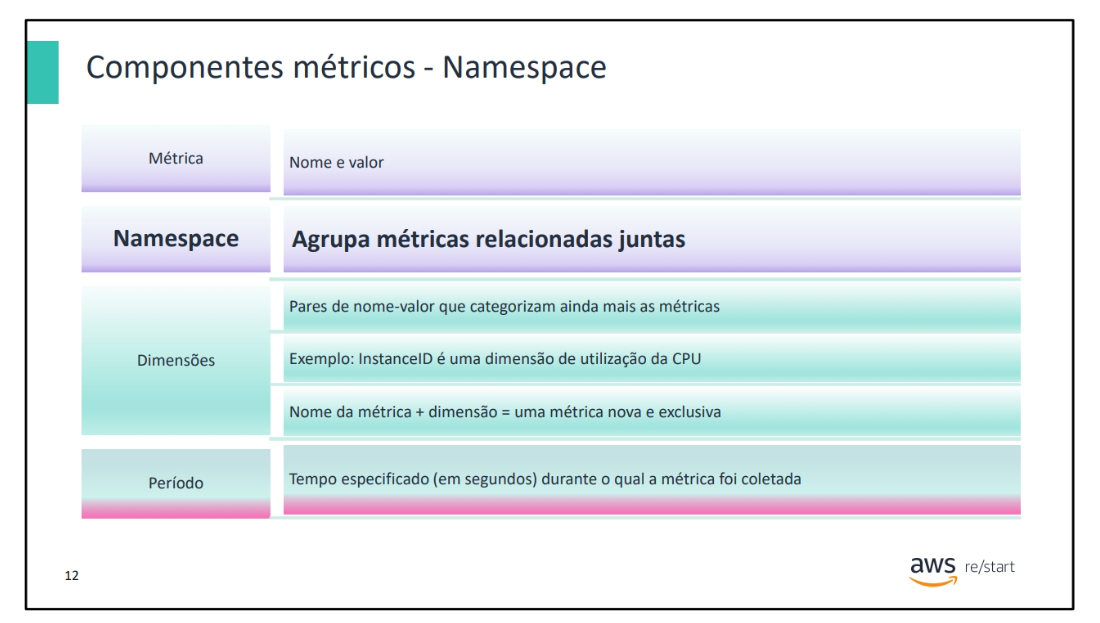 Componentes métricos - Namespace
Métrica
Nome e valor
Namespace
Agrupa métricas relacionadas juntas
Dimensões
Pares de nome-valor que categorizam ainda mais as métricas
Exemplo: InstanceID é uma dimensão de utilização da CPU
Nome da métrica + dimensão = uma métrica nova e exclusiva
Período
Tempo especificado (em segundos) durante o qual a métrica foi coletada
12
aws re/start